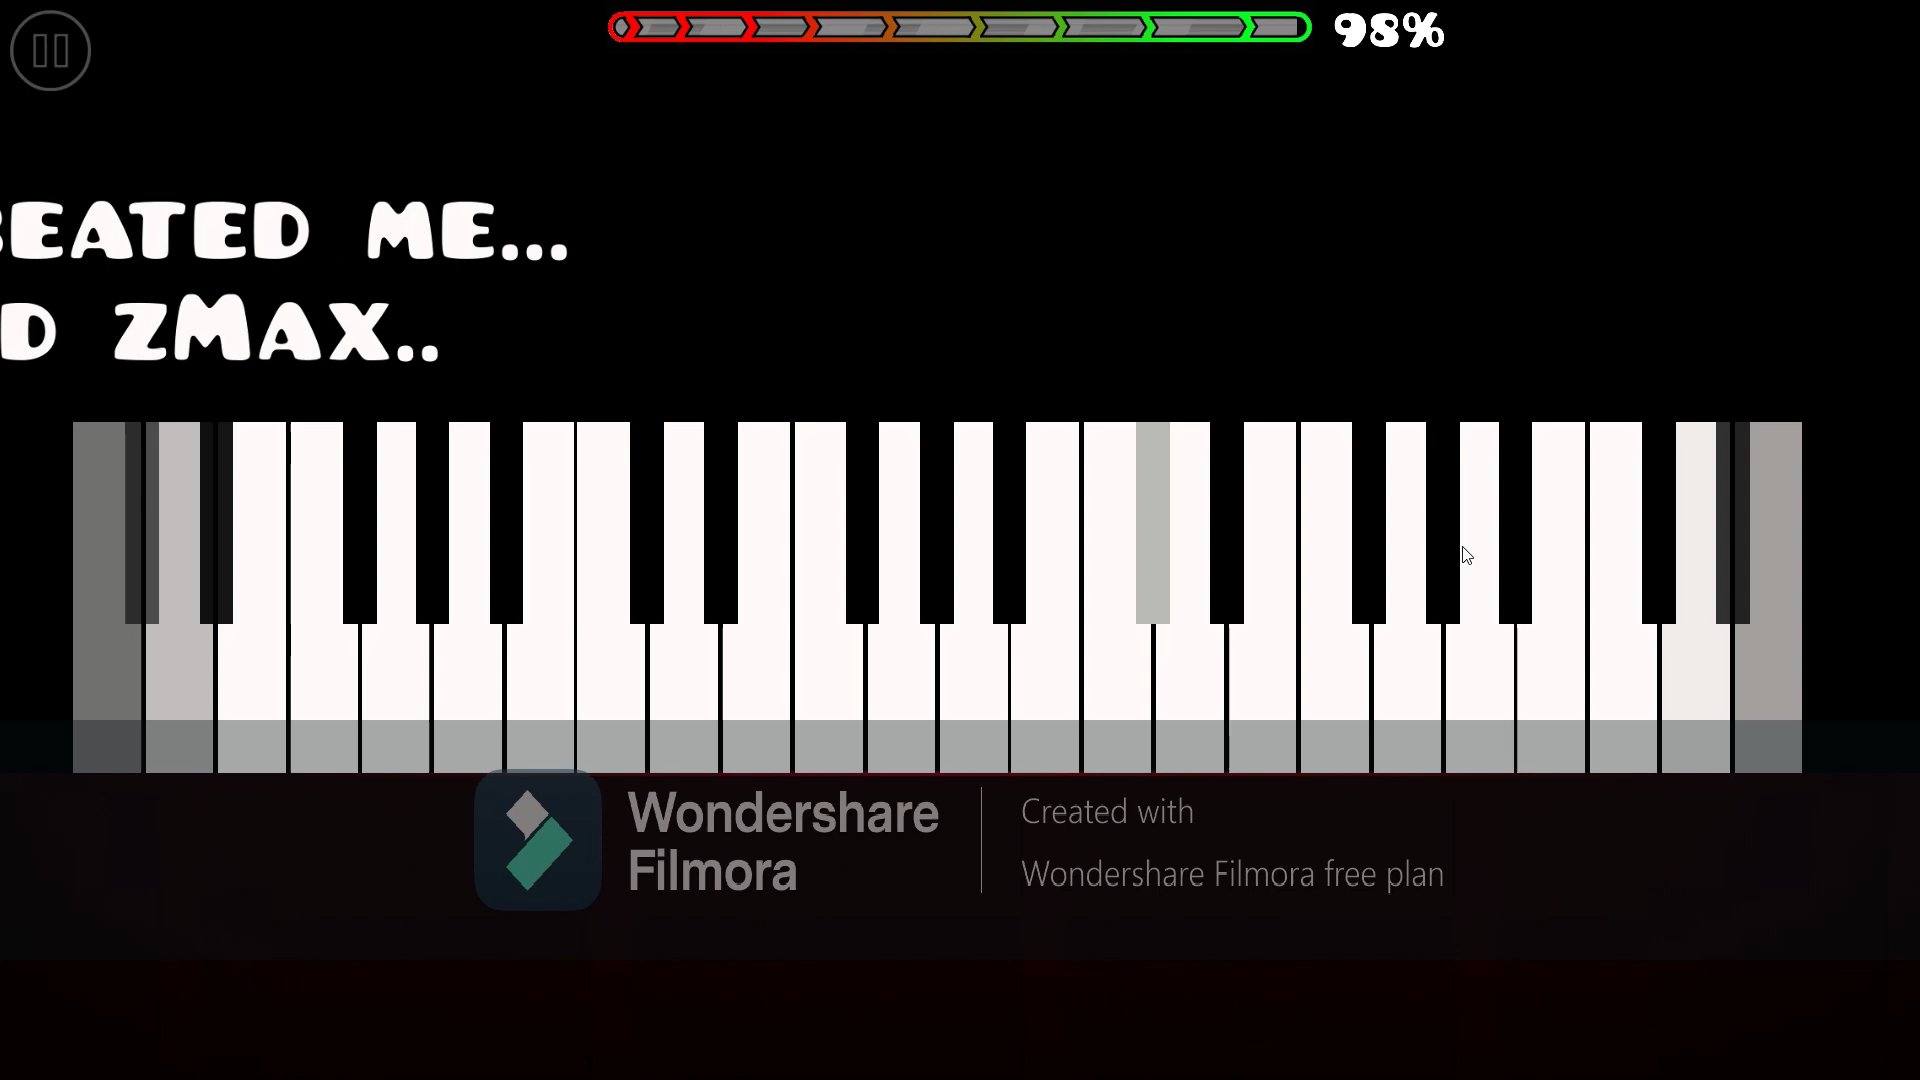 98%
EATED ME...
D ZMAX..
Wondershare
Filmora
Created with
Wondershare Filmora free plan